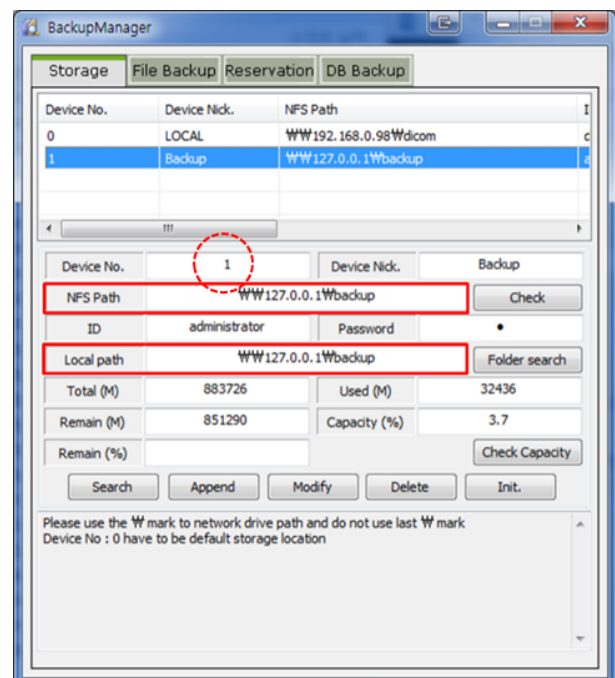 BackupManager
Storage File Backup Reservation DB Backup
Device No. Device Nick. NFS Path
0 LOCAL ₩₩192.168.0.98₩dicom
1 Backup ₩₩127.0.0.1₩backup
Device No. 1 Device Nick. Backup
NFS Path ₩₩127.0.0.1₩backup Check
ID administrator Password ●
Local path ₩₩127.0.0.1₩backup Folder search
Total (M) 883726 Used (M) 32436
Remain (M) 851290 Capacity (%) 3.7
Remain (%) Check Capacity
Search Append Modify Delete Init.
Please use the ₩ mark to network drive path and do not use last ₩ mark
Device No : 0 have to be default storage location